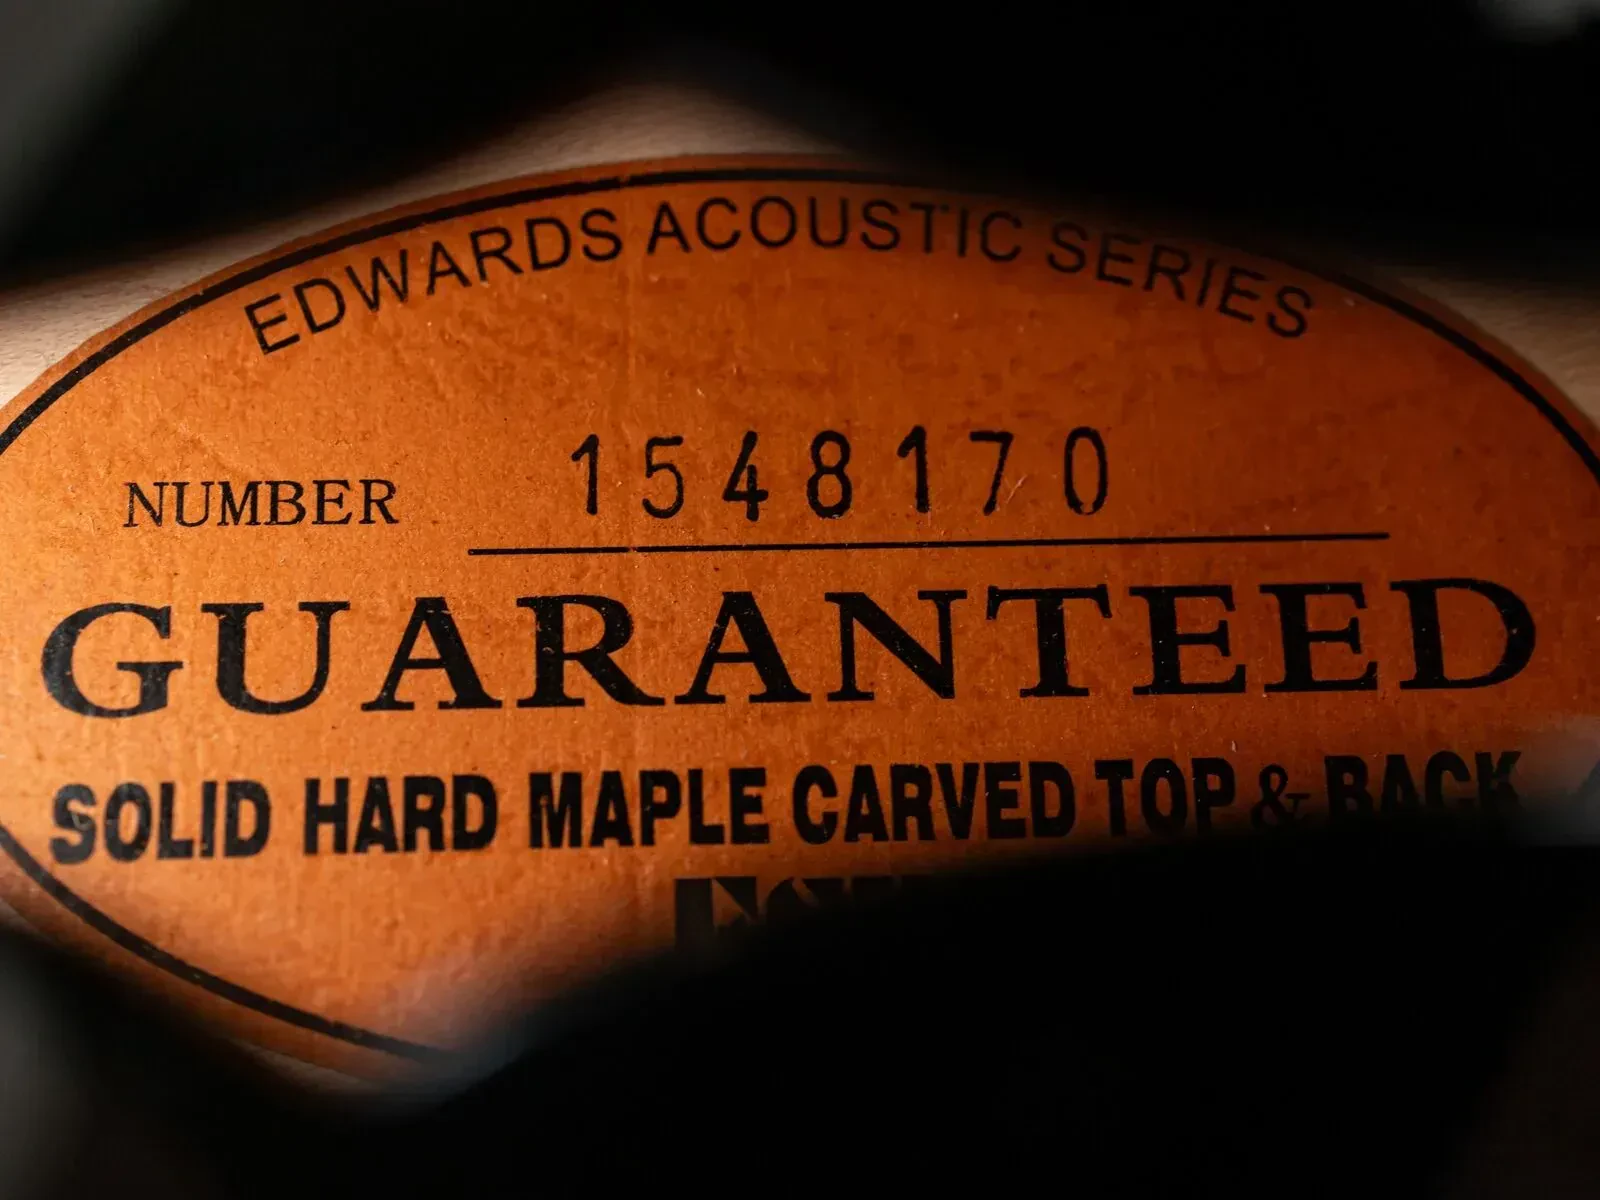 EDWARDS ACOUSTIC SERIES
NUMBER 1548170
GUARANTEED
SOLID HARD MAPLE CARVED TOP & BACK